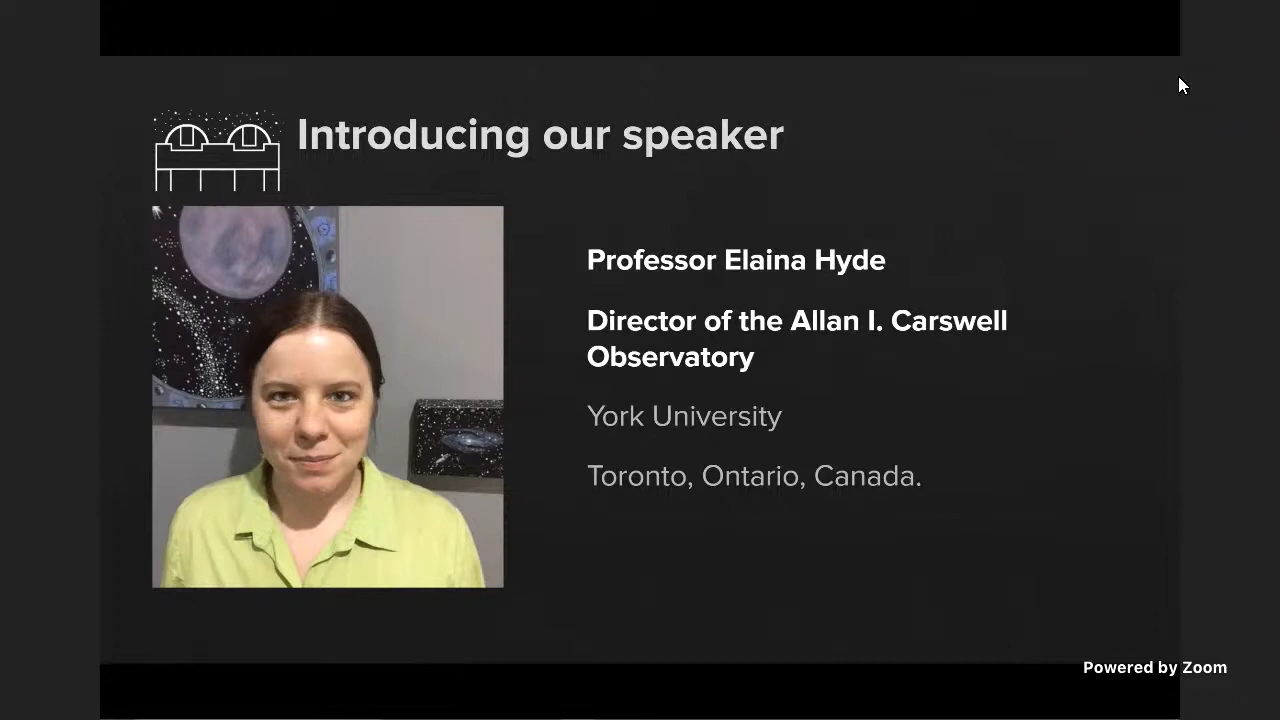 Introducing our speaker
Professor Elaina Hyde
Director of the Allan I. Carswell
Observatory
York University
Toronto, Ontario, Canada.
Powered by Zoom